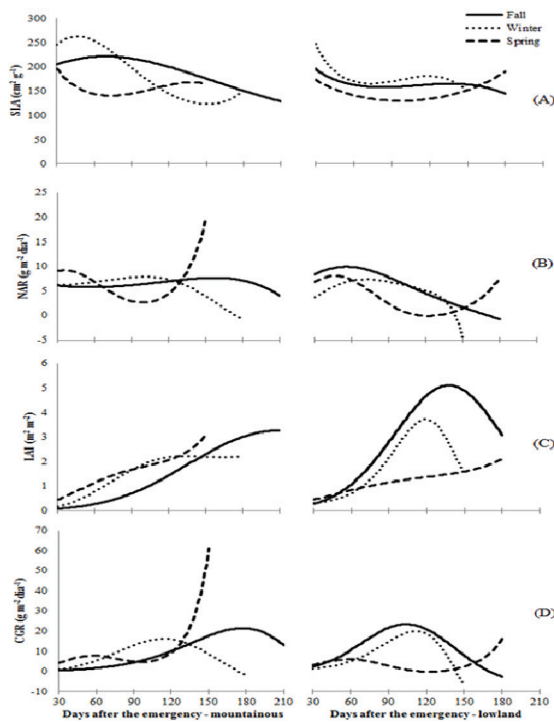 Fall
Winter
Spring
300
250
200
150
100
50
0
SLA (cm² g⁻¹)
(A)
25
20
15
10
5
0
-5
NAR (g m⁻² dia⁻¹)
(B)
6
5
4
3
2
1
0
LAI (m² m⁻²)
(C)
70
60
50
40
30
20
10
0
-10
CGR (g m⁻² dia⁻¹)
(D)
30 60 90 120 150 180 210 30 60 90 120 150 180 210
Days after the emergency - mountainous Days after the emergency - lowland